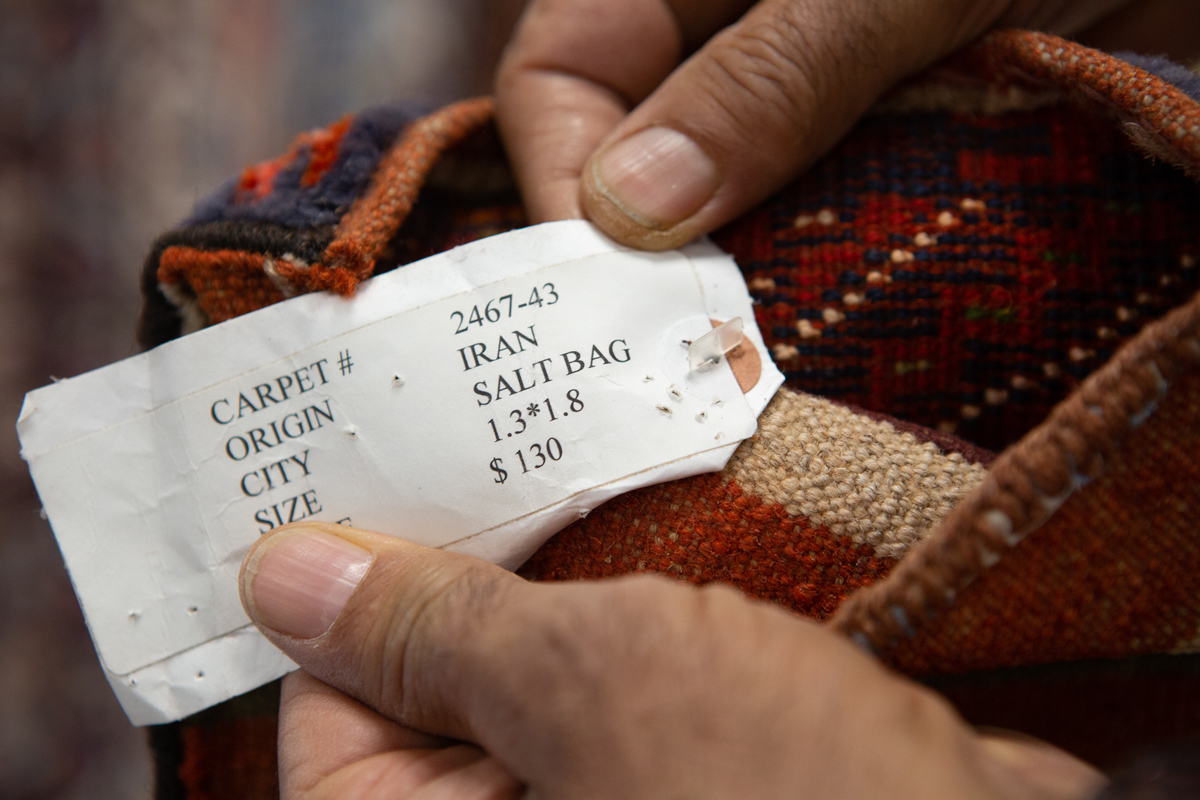 CARPET # 2467-43
ORIGIN IRAN
CITY SALT BAG
SIZE 1.3*1.8
$ 130